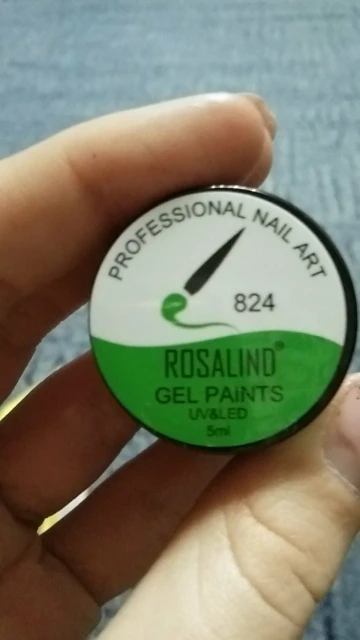 PROFESSIONAL NAIL ART
824
ROSALIND®
GEL PAINTS
UV&LED
5ml